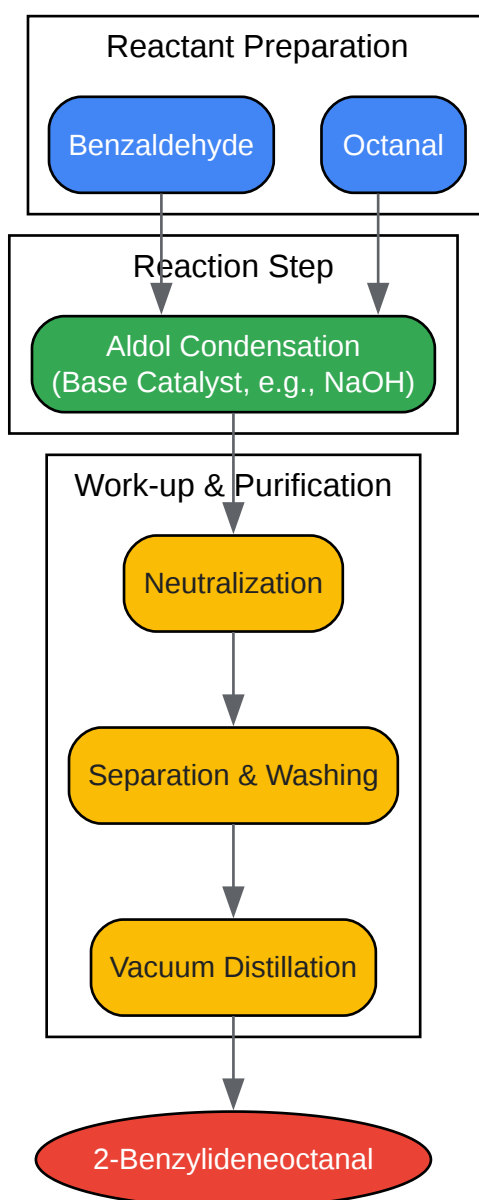 Reactant Preparation
Benzaldehyde
Octanal
Reaction Step
Aldol Condensation
(Base Catalyst, e.g., NaOH)
Work-up & Purification
Neutralization
Separation & Washing
Vacuum Distillation
2-Benzylideneoctanal